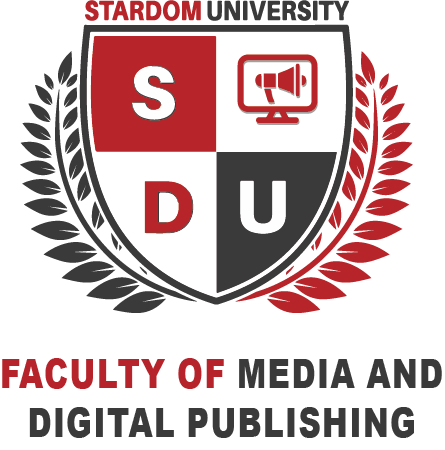 STARDOM UNIVERSITY
S
D U
FACULTY OF MEDIA AND
DIGITAL PUBLISHING